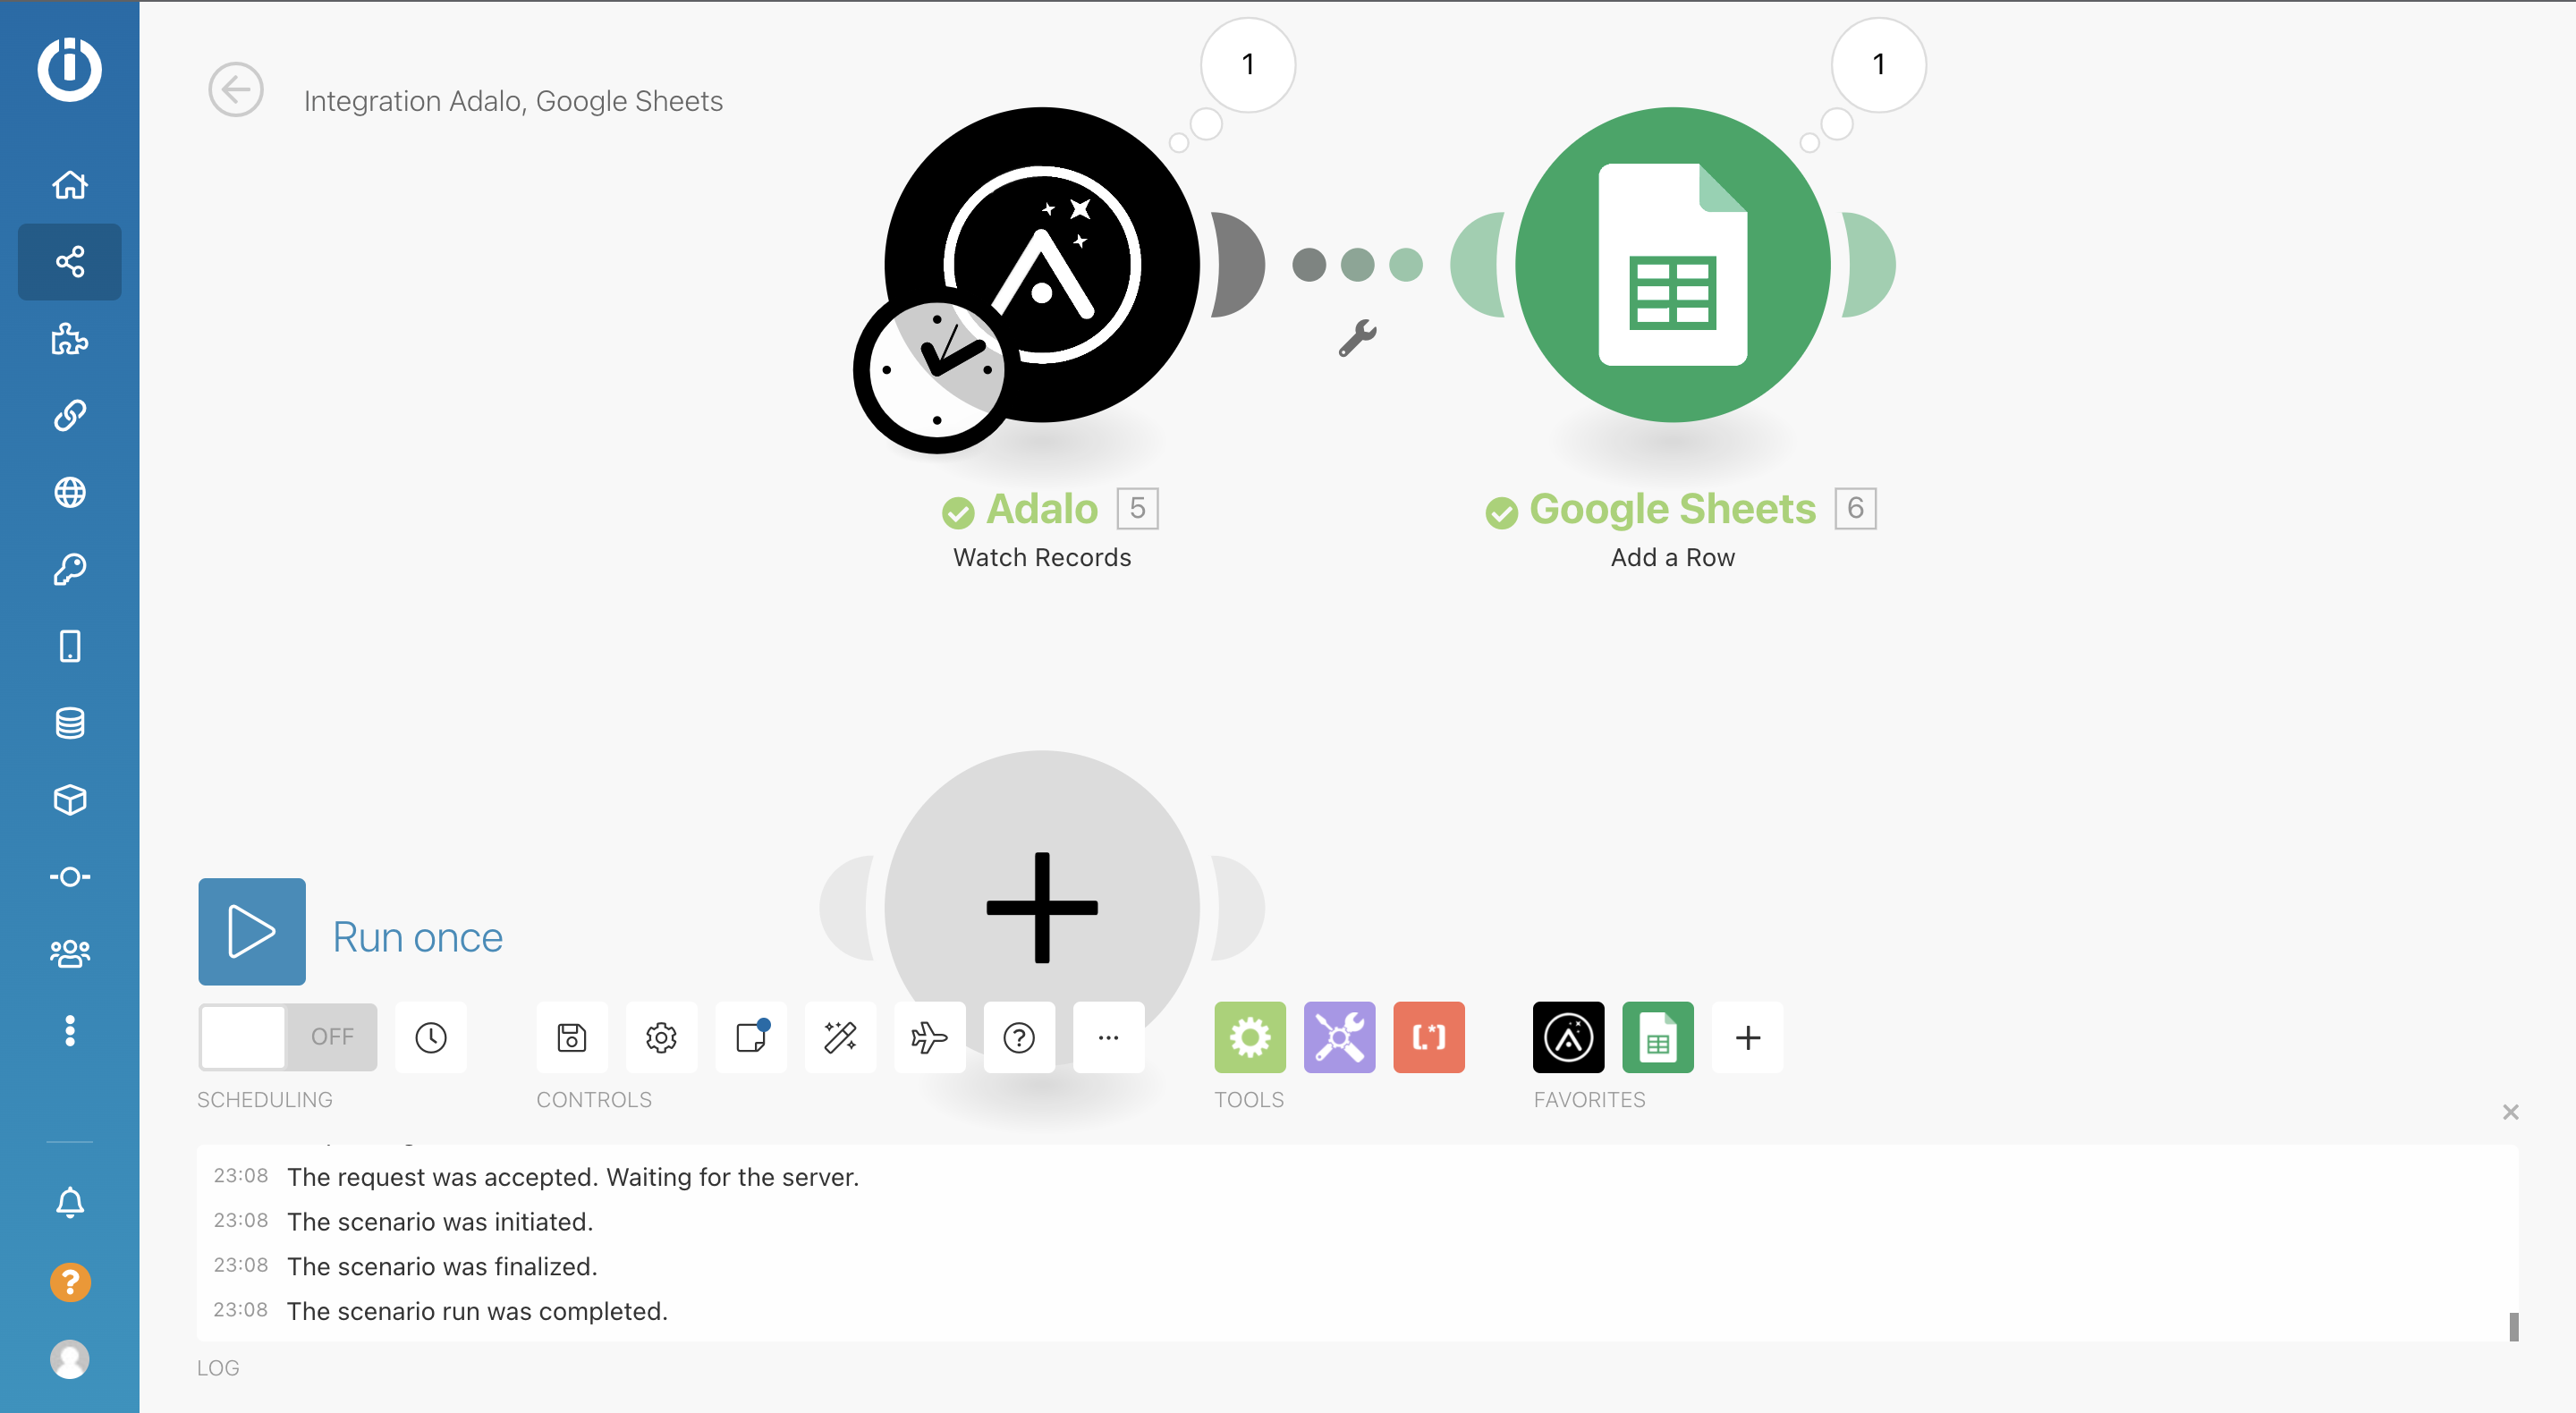 1
1
Integration Adalo, Google Sheets
Adalo 5
Google Sheets 6
Watch Records
Add a Row
Run once
OFF
SCHEDULING
CONTROLS
TOOLS
FAVORITES
23:08 The request was accepted. Waiting for the server.
23:08 The scenario was initiated.
23:08 The scenario was finalized.
23:08 The scenario run was completed.
LOG